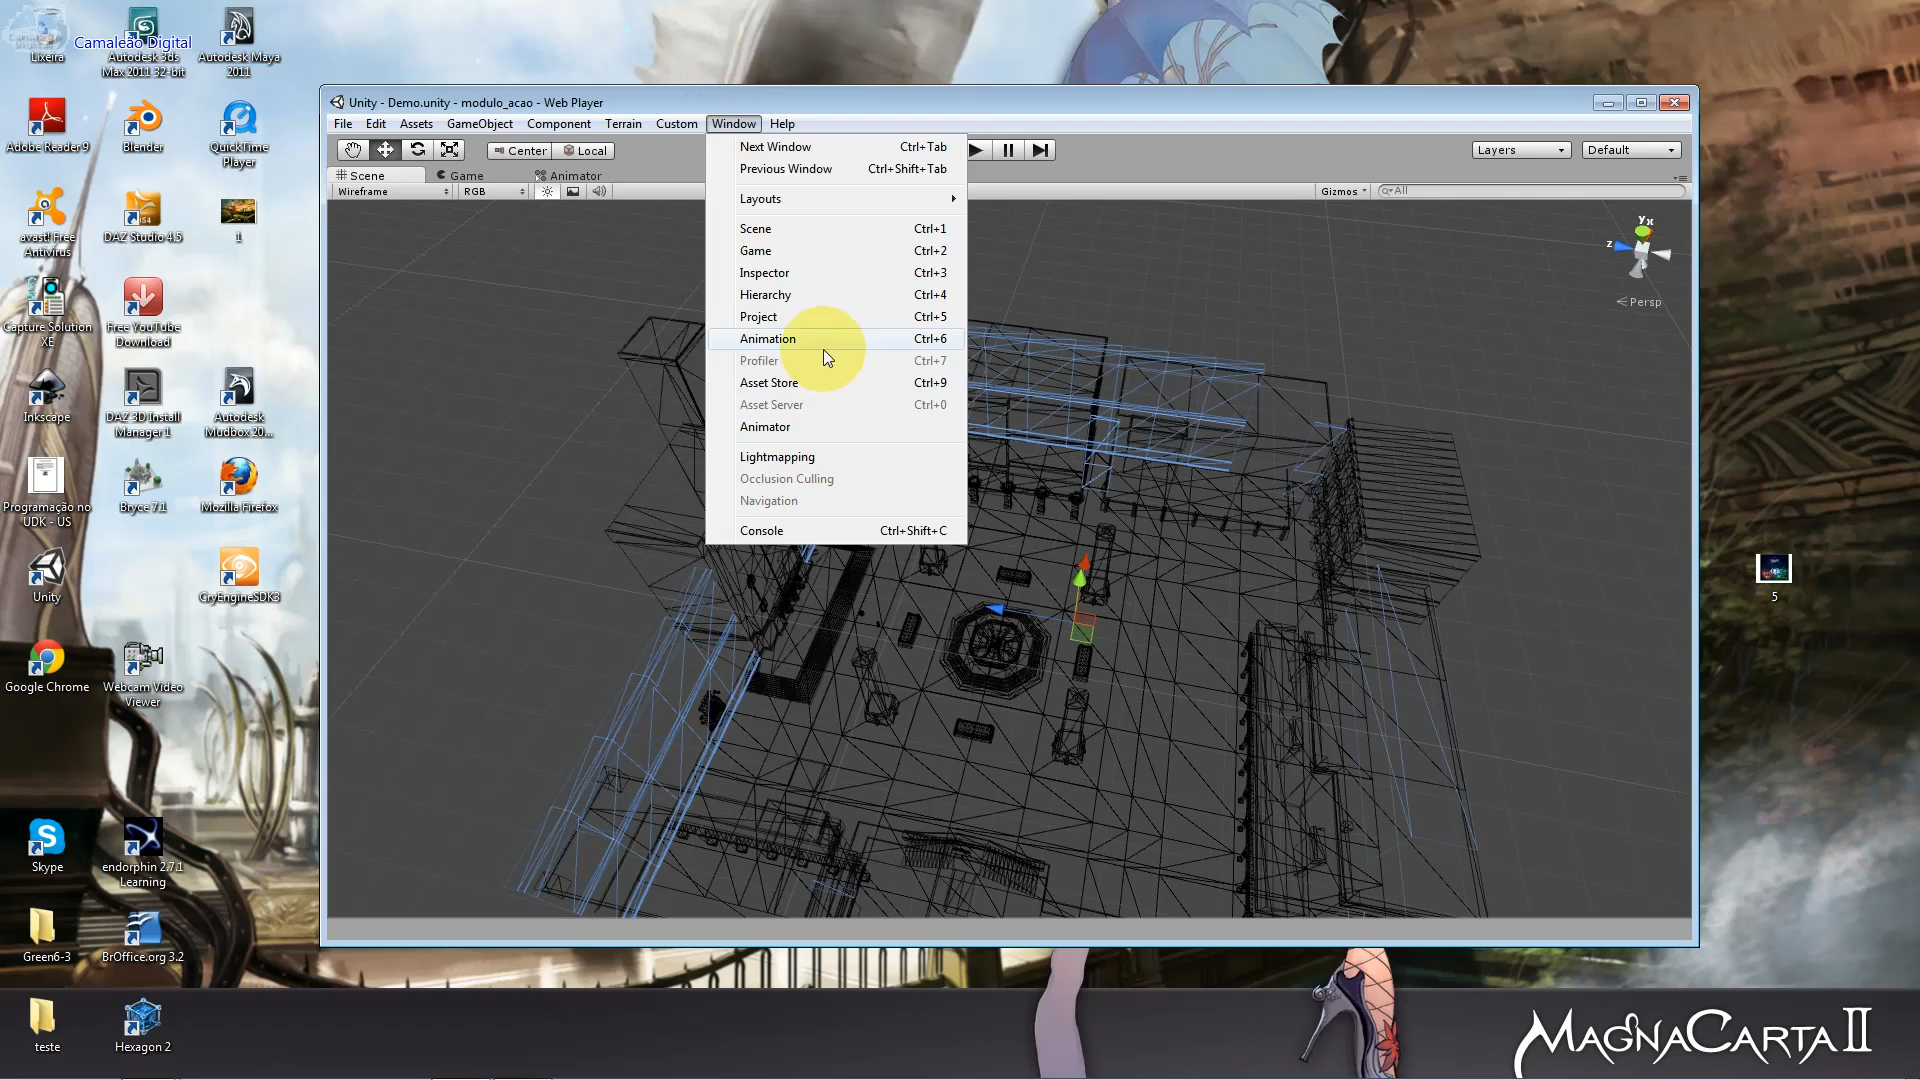 Camaleão Digital
Lixeira
Autodesk 3ds
Max 2011 32-bit
Autodesk Maya
2011
Adobe Reader 9
Blender
QuickTime
Player
avast! Free
Antivirus
DAZ Studio 4.5
1
Capture Solution
XE
Free YouTube
Download
Inkscape
DAZ 3D Install
Manager 1
Autodesk
Mudbox 20...
Programação no
UDK - US
Bryce 7.1
Mozilla Firefox
Unity
CryEngineSDK3
Google Chrome
Webcam Video
Viewer
Skype
endorphin 2.7.1
Learning
Green6-3
BrOffice.org 3.2
teste
Hexagon 2
Unity - Demo.unity - modulo_acao - Web Player
File Edit Assets GameObject Component Terrain Custom Window Help
Center Local
Layers
Default
Scene
Game
Animator
Wireframe
RGB
Gizmos
All
Next Window Ctrl+Tab
Previous Window Ctrl+Shift+Tab
Layouts
Scene Ctrl+1
Game Ctrl+2
Inspector Ctrl+3
Hierarchy Ctrl+4
Project Ctrl+5
Animation Ctrl+6
Profiler Ctrl+7
Asset Store Ctrl+9
Asset Server Ctrl+0
Animator
Lightmapping
Occlusion Culling
Navigation
Console Ctrl+Shift+C
y x
z
Persp
5
MAGNACARTA II